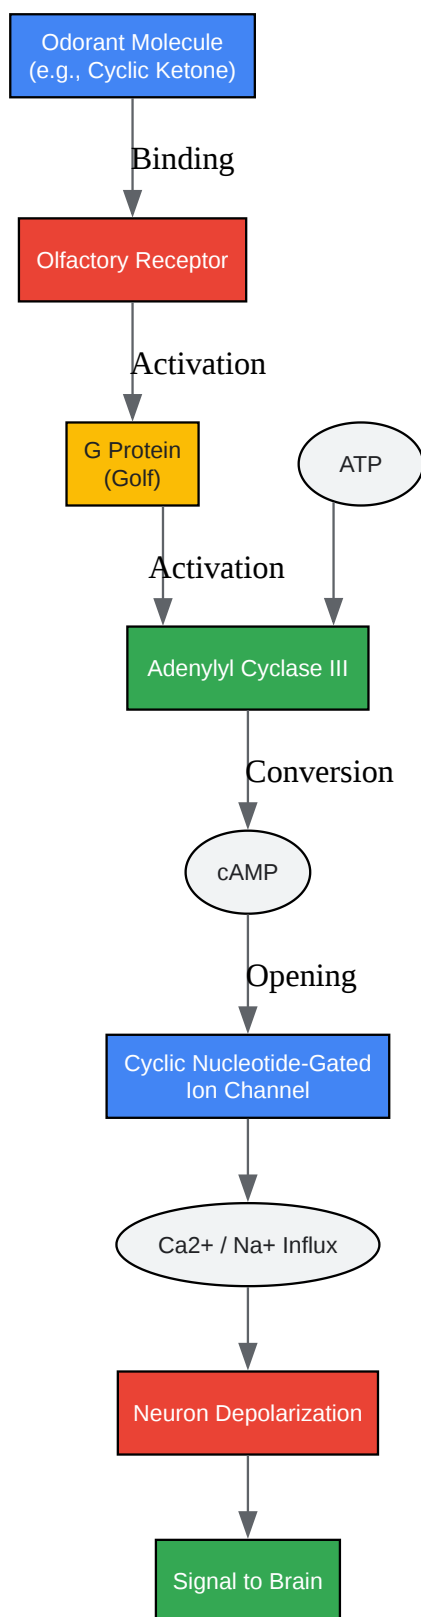 Odorant Molecule
(e.g., Cyclic Ketone)
Binding
Olfactory Receptor
Activation
G Protein
(Golf)
ATP
Activation
Adenylyl Cyclase III
Conversion
cAMP
Opening
Cyclic Nucleotide-Gated
Ion Channel
Ca2+ / Na+ Influx
Neuron Depolarization
Signal to Brain